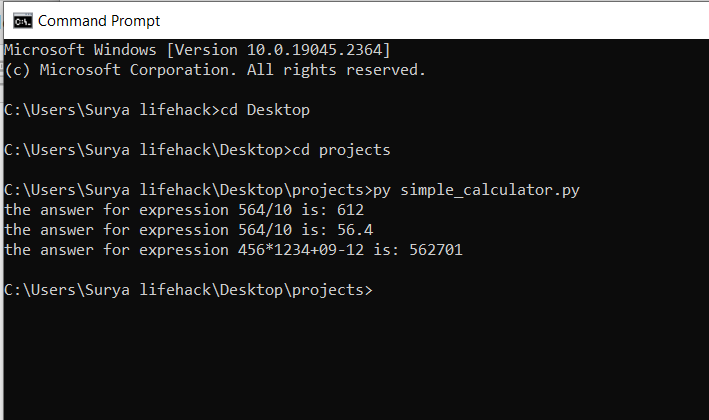 Command Prompt
Microsoft Windows [Version 10.0.19045.2364]
(c) Microsoft Corporation. All rights reserved.
C:\Users\Surya lifehack>cd Desktop
C:\Users\Surya lifehack\Desktop>cd projects
C:\Users\Surya lifehack\Desktop\projects>py simple_calculator.py
the answer for expression 564/10 is: 612
the answer for expression 564/10 is: 56.4
the answer for expression 456*1234+09-12 is: 562701
C:\Users\Surya lifehack\Desktop\projects>